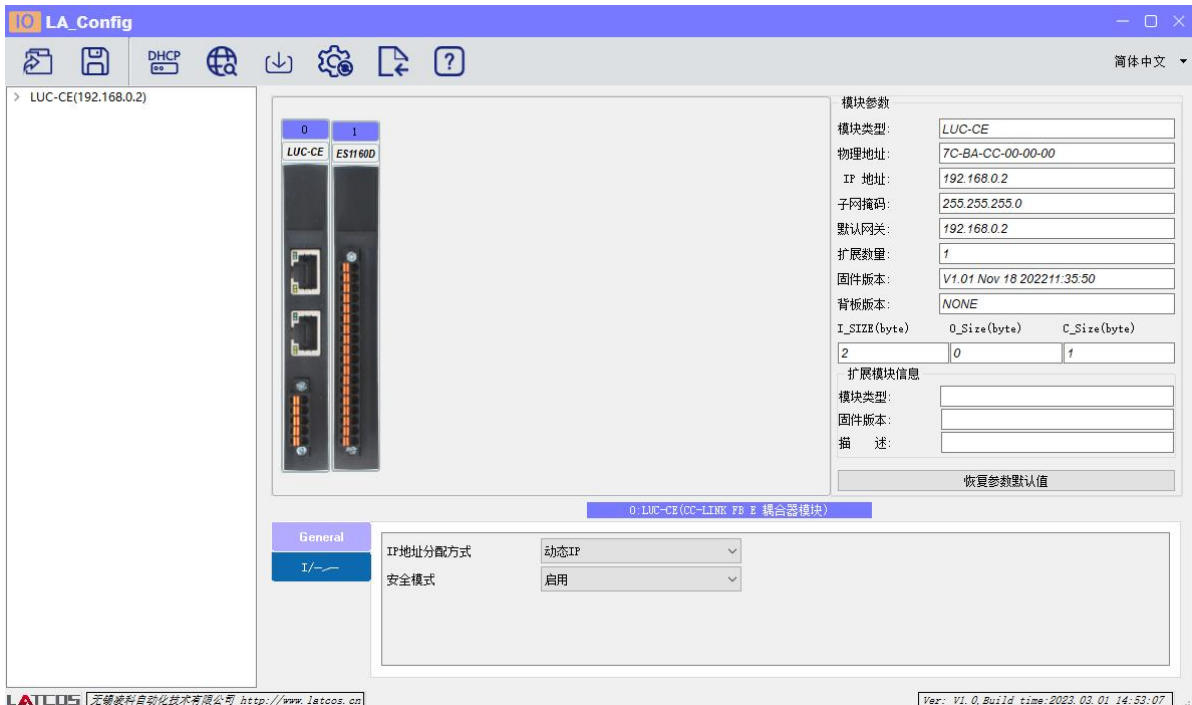 IO LA_Config
DHCP
简体中文
LUC-CE(192.168.0.2)
0 1
LUC-CE ES1160D
模块参数
模块类型: LUC-CE
物理地址: 7C-BA-CC-00-00-00
IP 地址: 192.168.0.2
子网掩码: 255.255.255.0
默认网关: 192.168.0.2
扩展数量: 1
固件版本: V1.01 Nov 18 202211:35:50
背板版本: NONE
I_SIZE(byte) O_Size(byte) C_Size(byte)
2 0 1
扩展模块信息
模块类型:
固件版本:
描 述:
恢复参数默认值
0:LUC-CE(CC-LINK FB E 耦合器模块)
General
IP地址分配方式 动态IP
安全模式 启用
LATCOS 无锡凌科自动化技术有限公司 http://www.latcos.cn
Ver: V1.0,Build time:2023.03.01 14:53:07